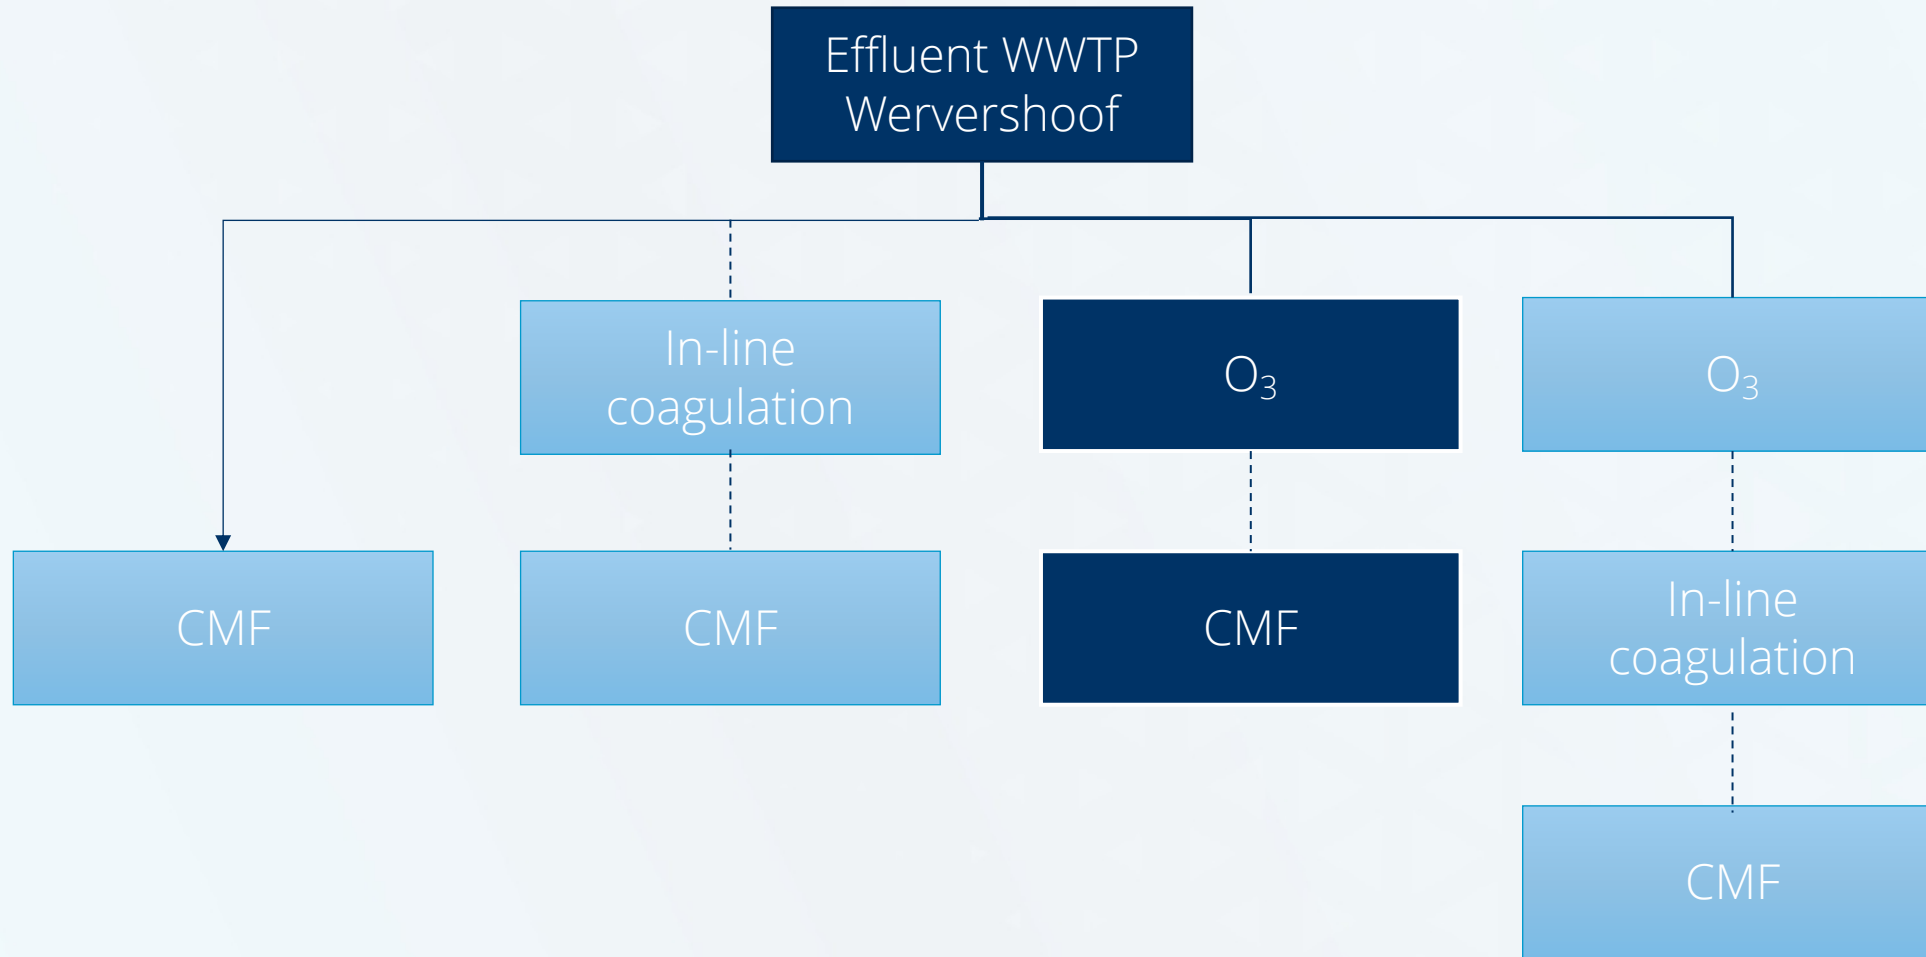 Effluent WWTP
Wervershoof
In-line
coagulation
O₃
O₃
CMF
CMF
CMF
In-line
coagulation
CMF